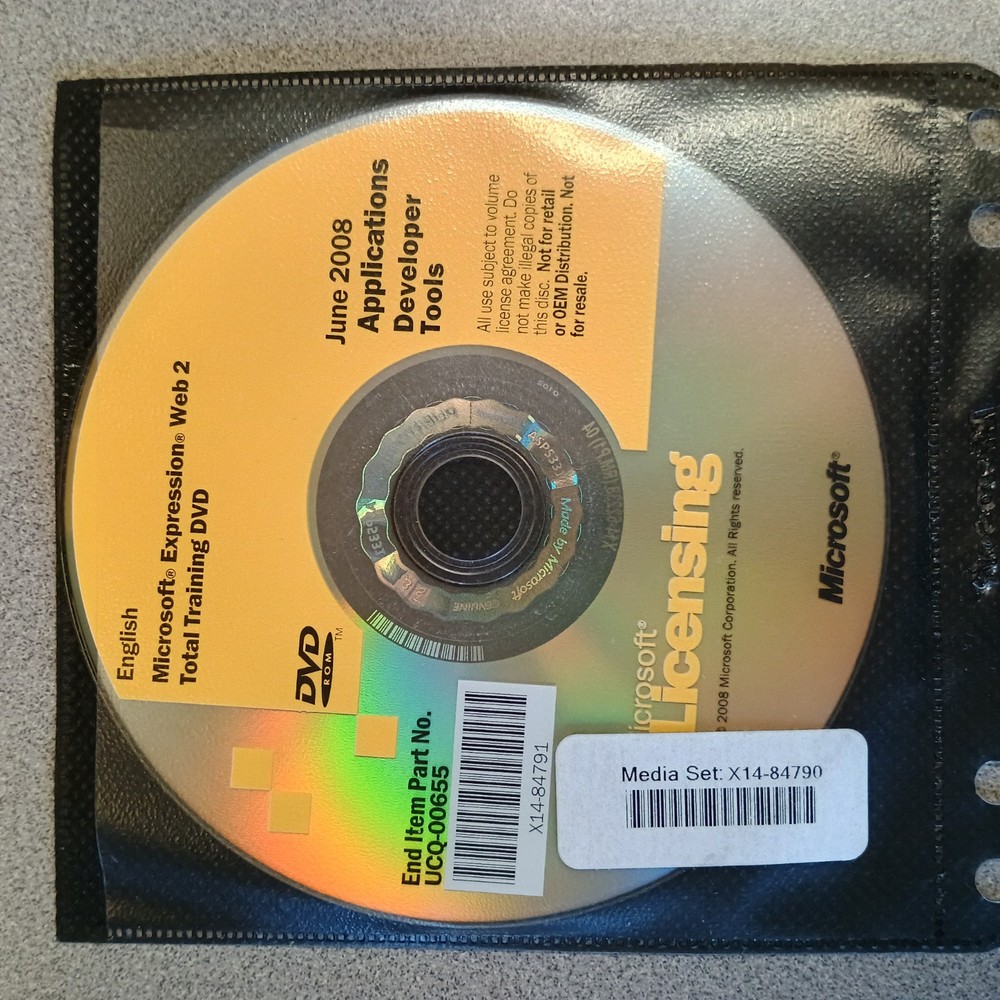 English
Microsoft® Expression® Web 2
Total Training DVD
June 2008
Applications
Developer
Tools
All use subject to volume
license agreement. Do
not make illegal copies of
this disc. Not for retail
or OEM Distribution. Not
for resale.
DVD
ROM
TM
Made by Microsoft
GENUINE
End Item Part No.
UCQ-00655
X14-84791
Licensing
2008 Microsoft Corporation. All Rights reserved.
Microsoft®
Media Set: X14-84790